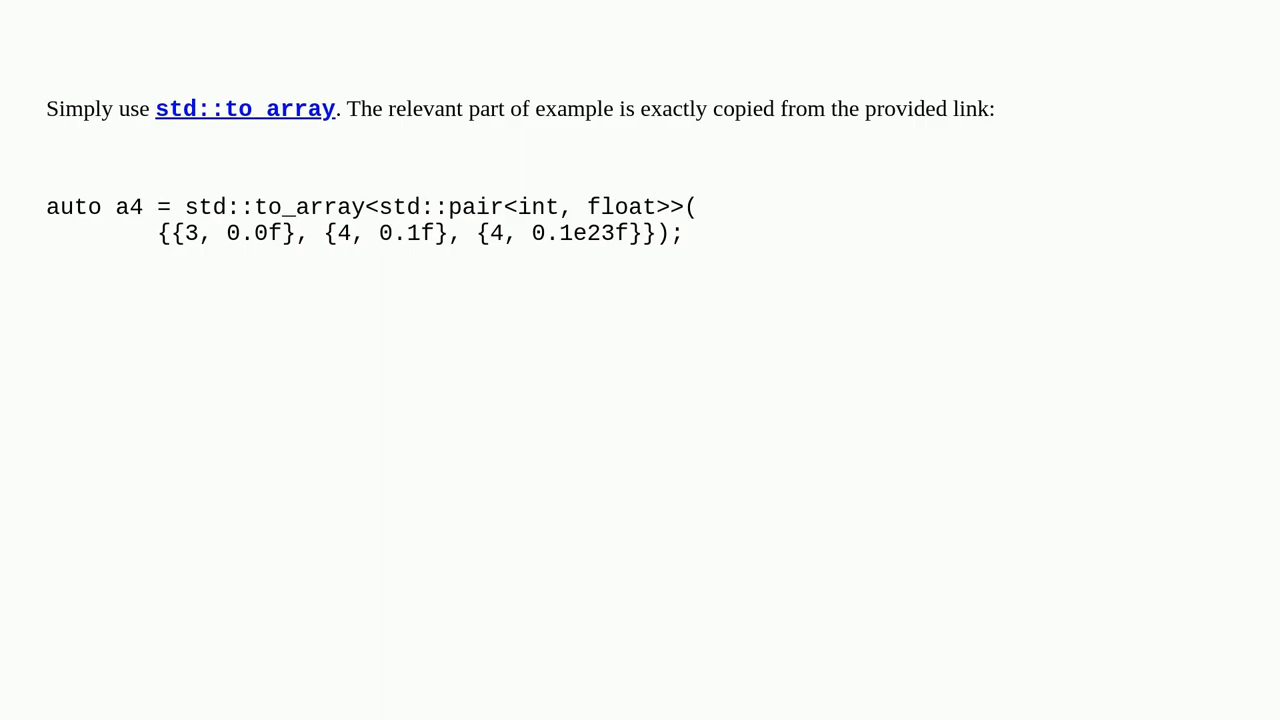 Simply use std::to_array. The relevant part of example is exactly copied from the provided link:
auto a4 = std::to_array<std::pair<int, float>>(
        {{3, 0.0f}, {4, 0.1f}, {4, 0.1e23f}});